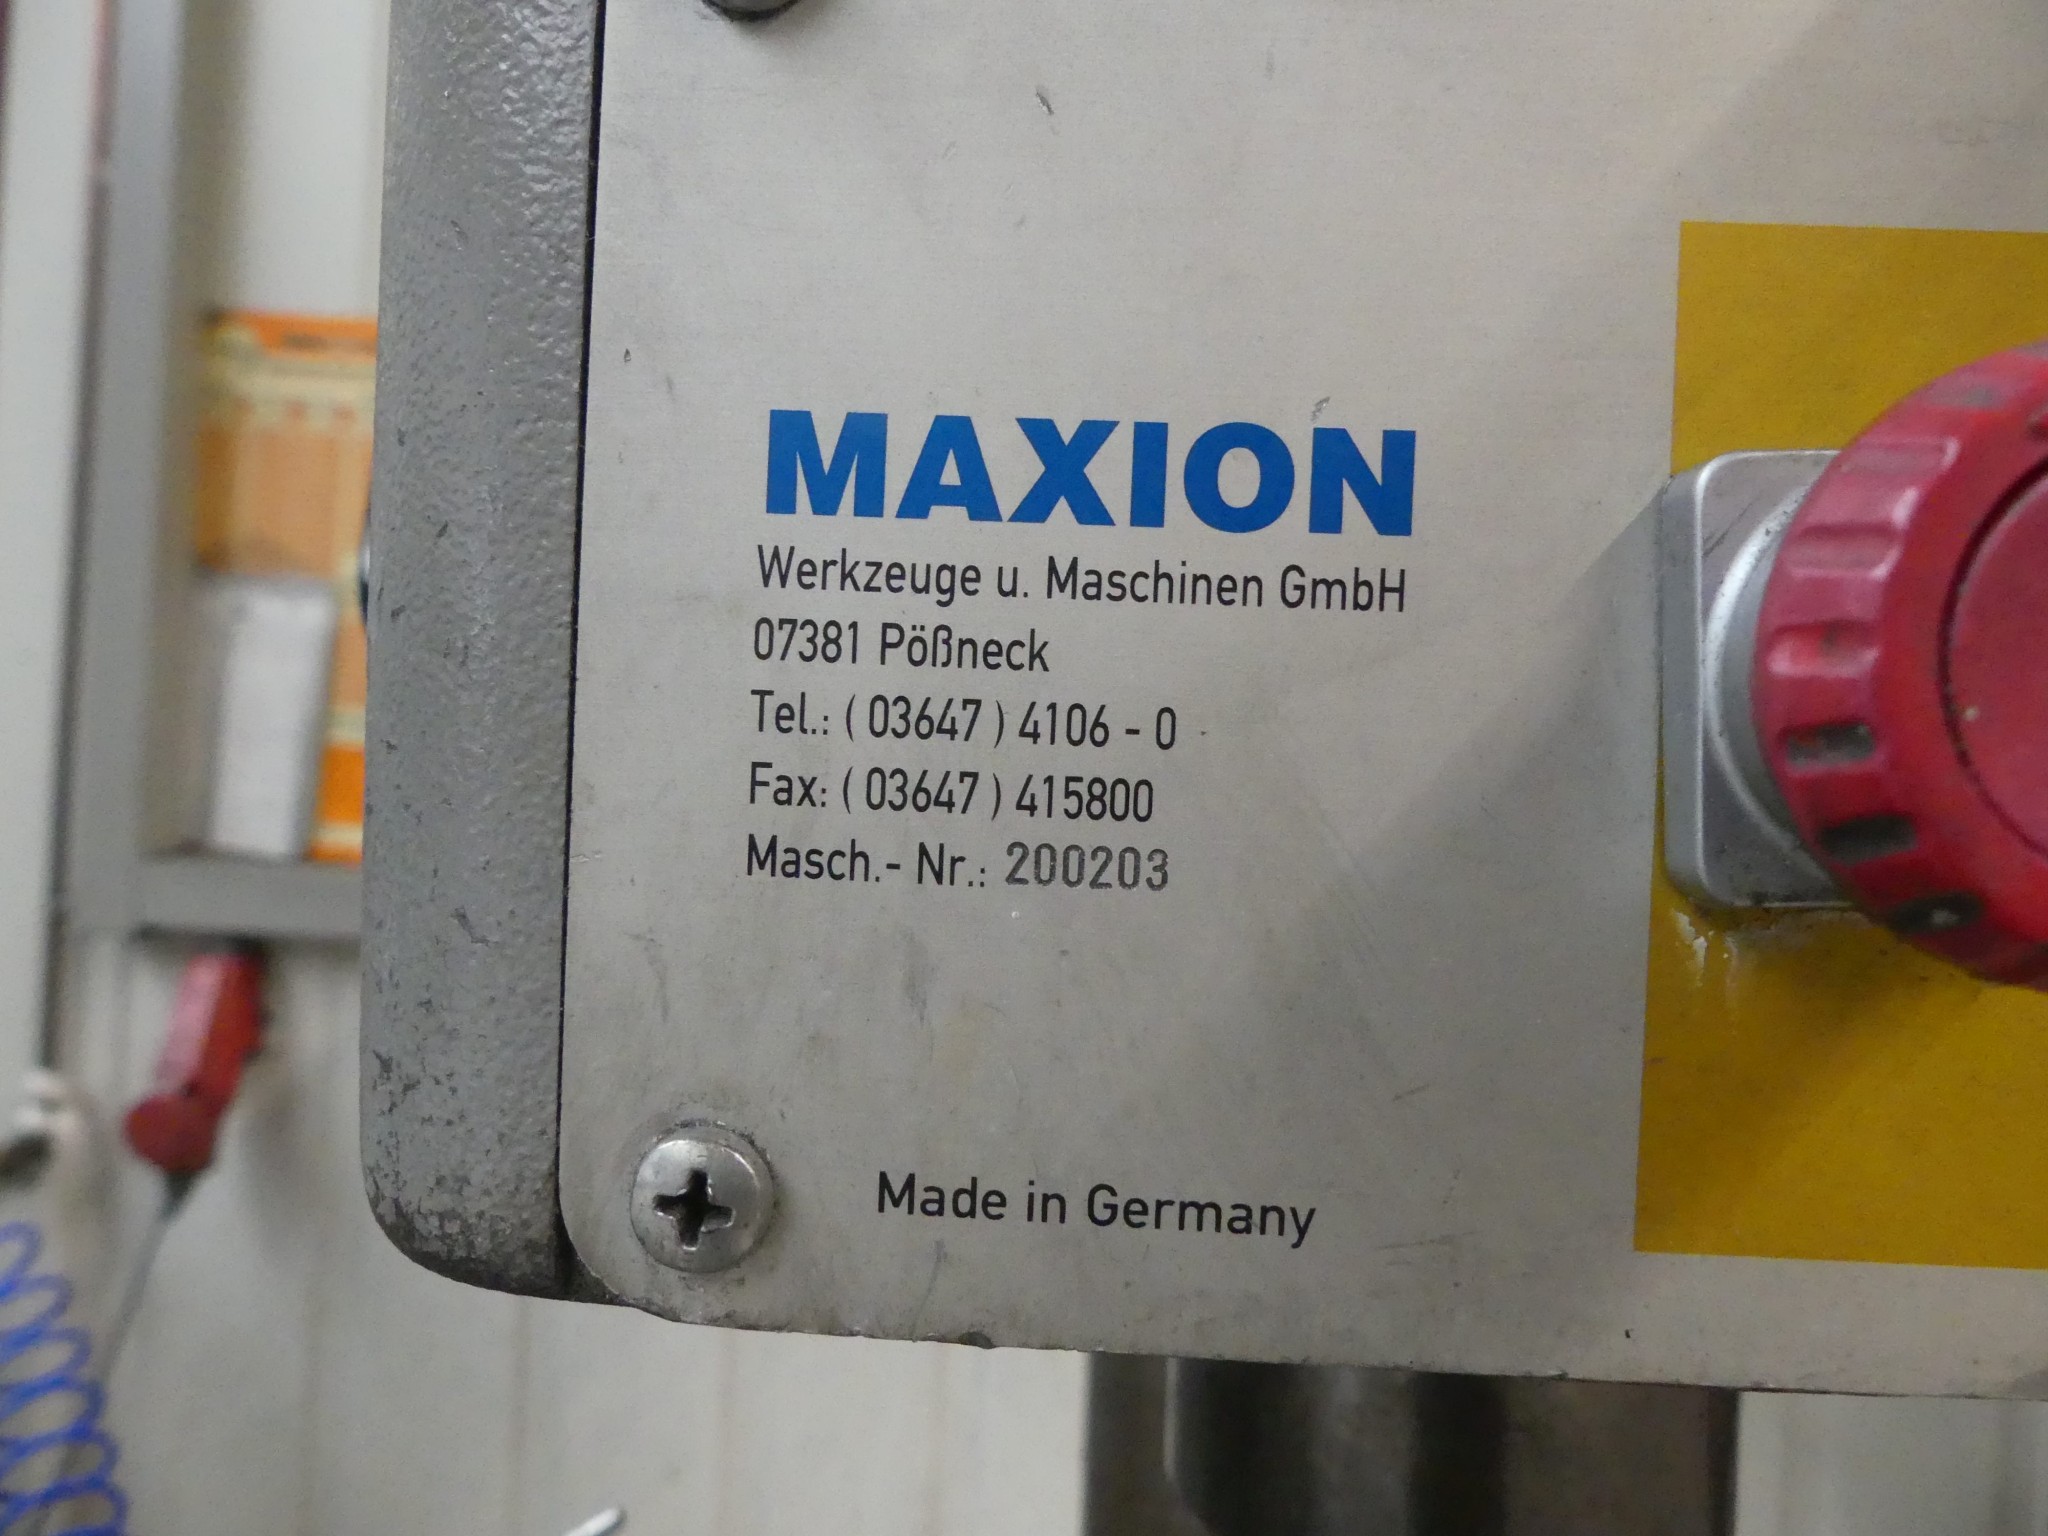 MAXION
Werkzeuge u. Maschinen GmbH
07381 Pößneck
Tel.: ( 03647 ) 4106 - 0
Fax: ( 03647 ) 415800
Masch.- Nr.: 200203
Made in Germany